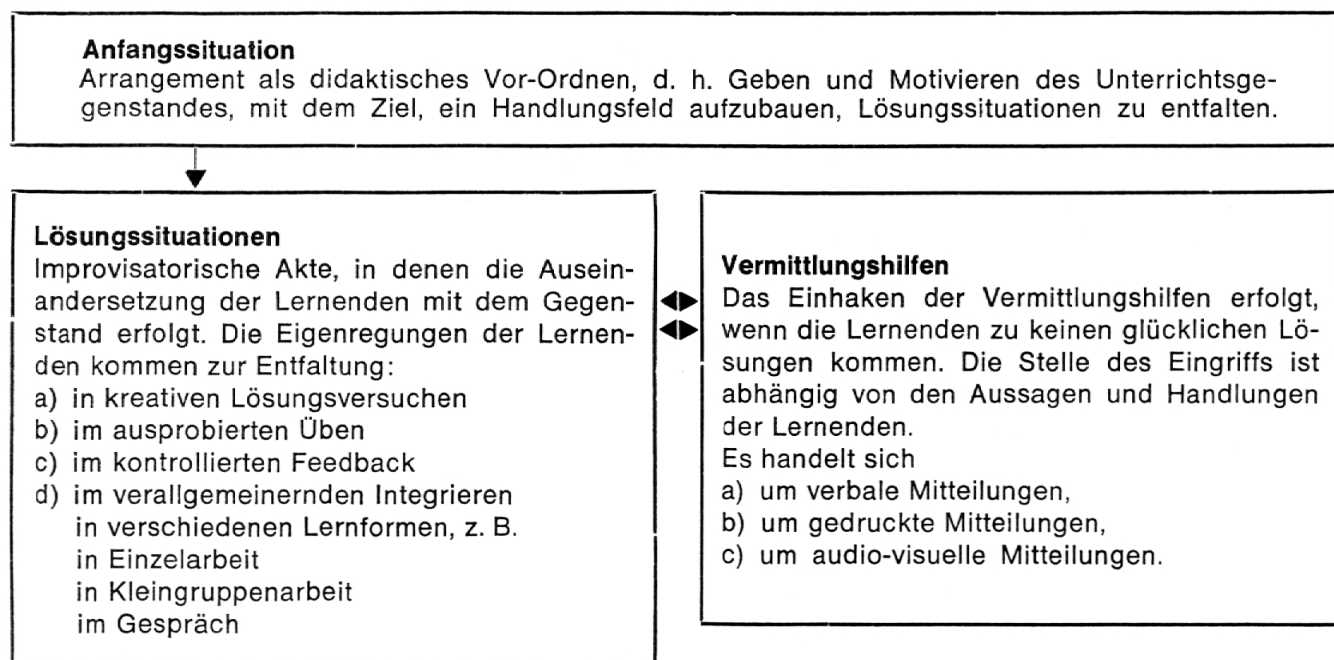 Anfangssituation
Arrangement als didaktisches Vor-Ordnen, d. h. Geben und Motivieren des Unterrichtsge-
genstandes, mit dem Ziel, ein Handlungsfeld aufzubauen, Lösungssituationen zu entfalten.
Lösungssituationen
Improvisatorische Akte, in denen die Ausein-
andersetzung der Lernenden mit dem Gegen-
stand erfolgt. Die Eigenregungen der Lernen-
den kommen zur Entfaltung:
a) in kreativen Lösungsversuchen
b) im ausprobierten Üben
c) im kontrollierten Feedback
d) im verallgemeinernden Integrieren
in verschiedenen Lernformen, z. B.
in Einzelarbeit
in Kleingruppenarbeit
im Gespräch
Vermittlungshilfen
Das Einhaken der Vermittlungshilfen erfolgt,
wenn die Lernenden zu keinen glücklichen Lö-
sungen kommen. Die Stelle des Eingriffs ist
abhängig von den Aussagen und Handlungen
der Lernenden.
Es handelt sich
a) um verbale Mitteilungen,
b) um gedruckte Mitteilungen,
c) um audio-visuelle Mitteilungen.